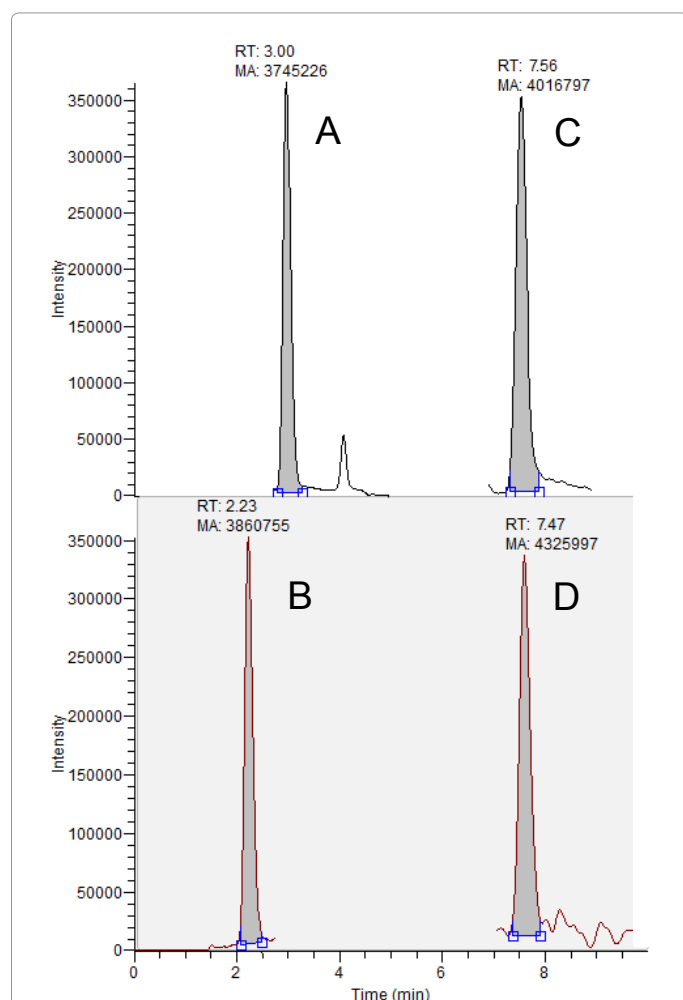 RT: 3.00
MA: 3745226
RT: 7.56
MA: 4016797
A
C
350000
300000
250000
200000
150000
100000
50000
0
Intensity
RT: 2.23
MA: 3860755
RT: 7.47
MA: 4325997
B
D
350000
300000
250000
200000
150000
100000
50000
0
Intensity
0 2 4 6 8
Time (min)